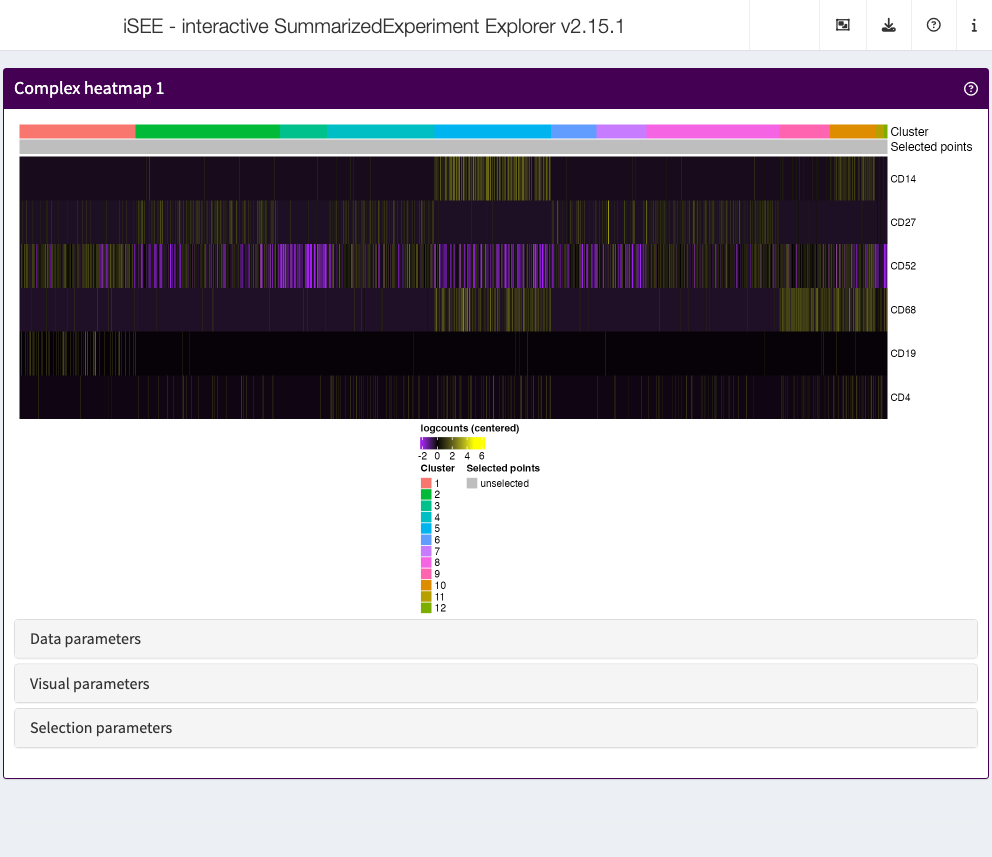 iSEE - interactive SummarizedExperiment Explorer v2.15.1
Complex heatmap 1
Cluster
Selected points
CD14
CD27
CD52
CD68
CD19
CD4
logcounts (centered)
-2 0 2 4 6
Cluster Selected points
1 unselected
2
3
4
5
6
7
8
9
10
11
12
Data parameters
Visual parameters
Selection parameters